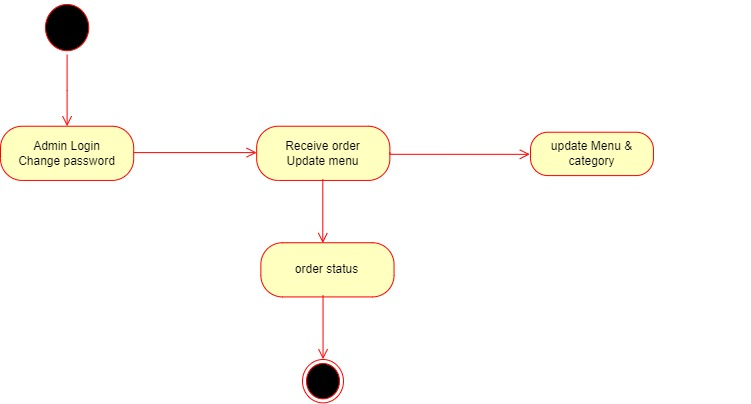 Admin Login
Change password
Receive order
Update menu
update Menu &
category
order status